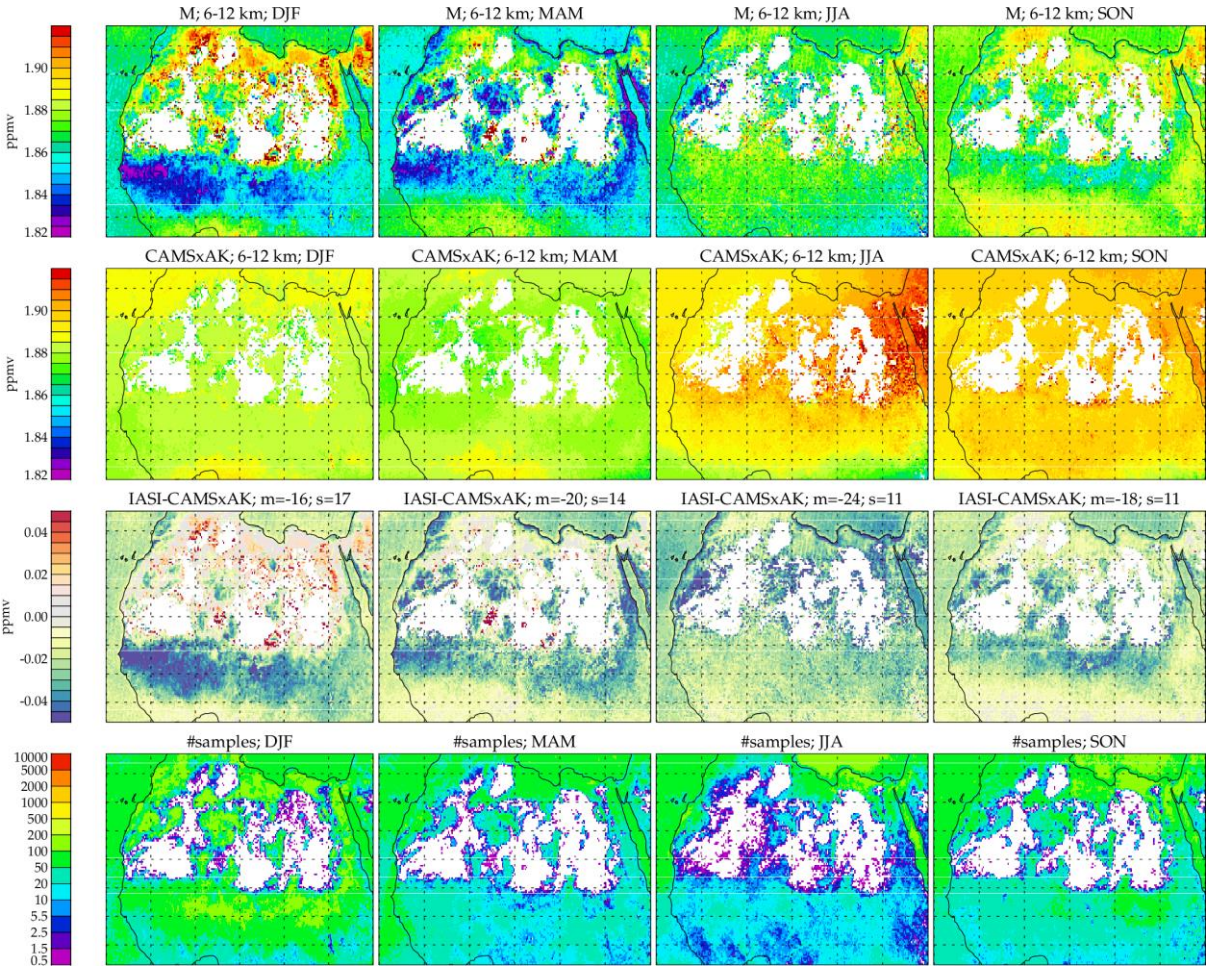 M; 6-12 km; DJF
M; 6-12 km; MAM
M; 6-12 km; JJA
M; 6-12 km; SON
1.90
1.88
1.86
1.84
1.82
ppmv
CAMSxAK; 6-12 km; DJF
CAMSxAK; 6-12 km; MAM
CAMSxAK; 6-12 km; JJA
CAMSxAK; 6-12 km; SON
1.90
1.88
1.86
1.84
1.82
ppmv
IASI-CAMSxAK; m=-16; s=17
IASI-CAMSxAK; m=-20; s=14
IASI-CAMSxAK; m=-24; s=11
IASI-CAMSxAK; m=-18; s=11
0.04
0.02
0.00
-0.02
-0.04
ppmv
#samples; DJF
#samples; MAM
#samples; JJA
#samples; SON
10000
5000
2000
1000
500
200
100
50
20
10
5.5
2.5
1.5
0.5